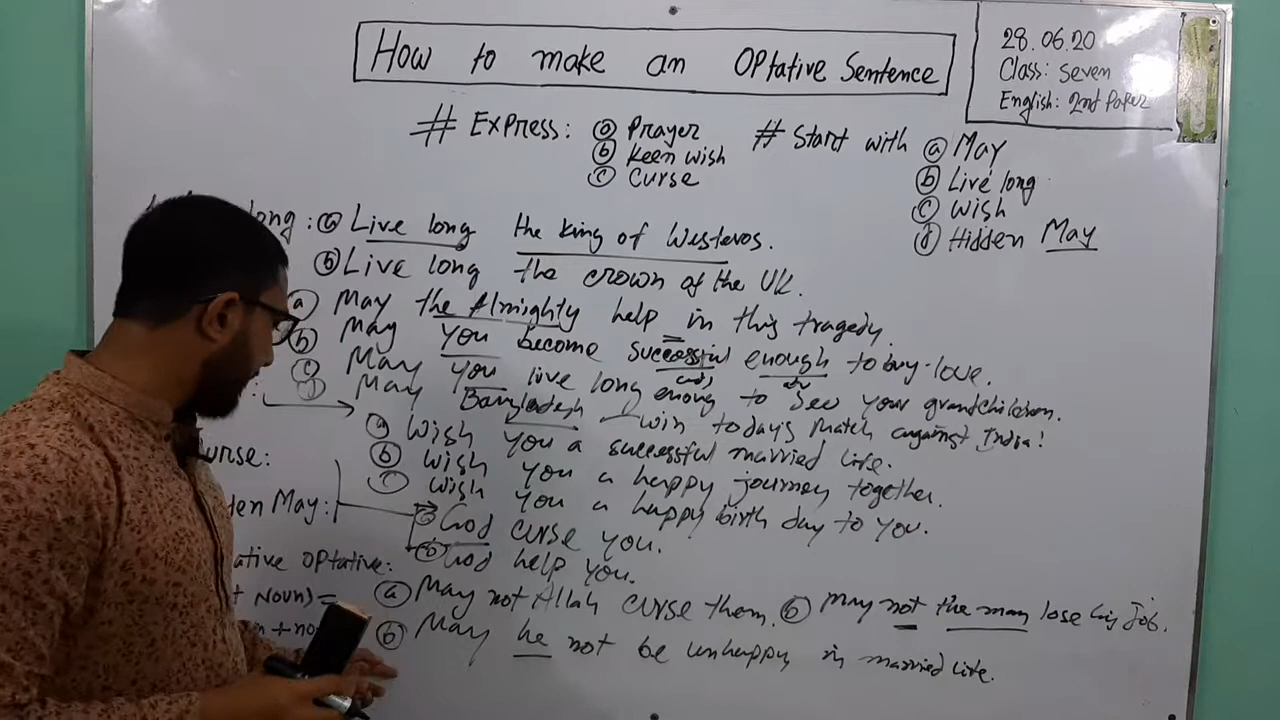 How to make an Optative Sentence
28.06.20
Class: Seven
English: 2nd Paper
# Express: ⓐ Prayer
ⓑ Keen wish
ⓒ Curse
# Start with ⓐ May
ⓑ Live long
ⓒ Wish
ⓓ Hidden May
ong: ⓐ Live long the king of Westeros.
ⓑ Live long the crown of the UK.
ⓐ May the Almighty help in this tragedy.
ⓑ May you become successful enough to buy love.
ⓒ May you live long enoug to see your grandchildren.
ⓓ May Bangladesh win today's match against India!
ⓐ Wish you a successful married life.
ⓑ Wish you a happy journey together.
ⓒ Wish you a happy birth day to you.
urse:
den May: ⓐ God curse you.
ⓑ God help you.
ative Optative:
+ Noun) = ⓐ May not Allah curse them. ⓑ May not the man lose his job.
+no ⓑ May he not be unhappy in married life.